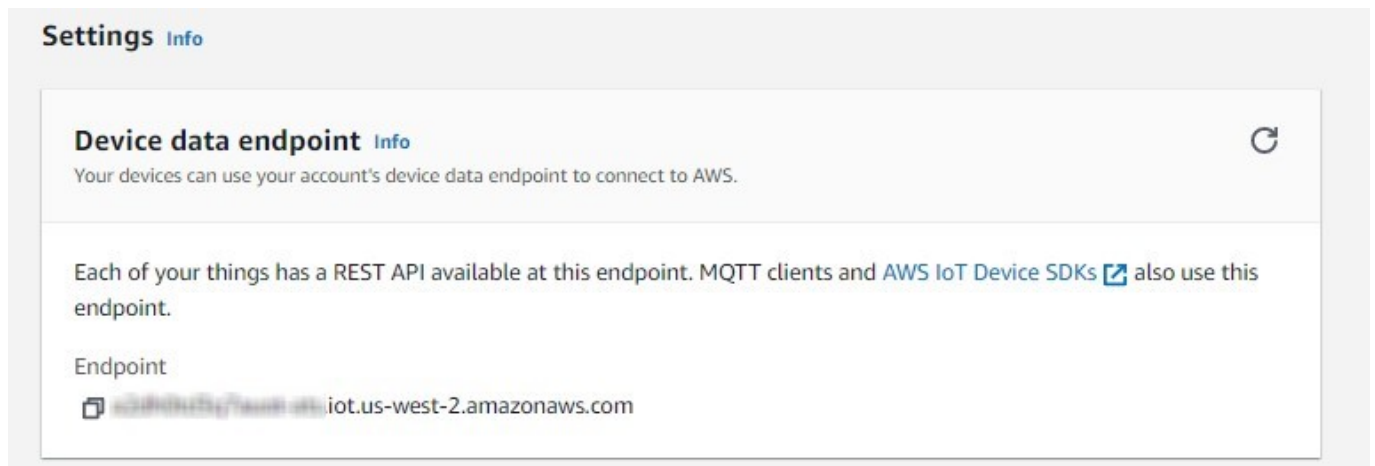 Settings Info
Device data endpoint Info
Your devices can use your account's device data endpoint to connect to AWS.
Each of your things has a REST API available at this endpoint. MQTT clients and AWS IoT Device SDKs also use this
endpoint.
Endpoint
.iot.us-west-2.amazonaws.com